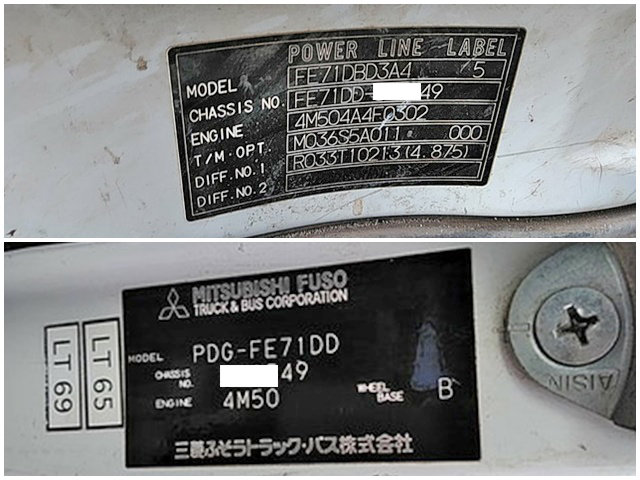 POWER LINE LABEL
MODEL FE71DBD3A4 5
CHASSIS NO. FE71DD- 49
ENGINE 4M504A4F0302
T/M.OPT. M036S5A011 000
DIFF.NO.1 R033T10213(4.875)
DIFF.NO.2
MITSUBISHI FUSO
TRUCK & BUS CORPORATION
MODEL PDG-FE71DD
CHASSIS NO. 49
ENGINE 4M50
WHEEL BASE B
三菱ふそうトラック・バス株式会社
LT 69
LT 65
AISIN